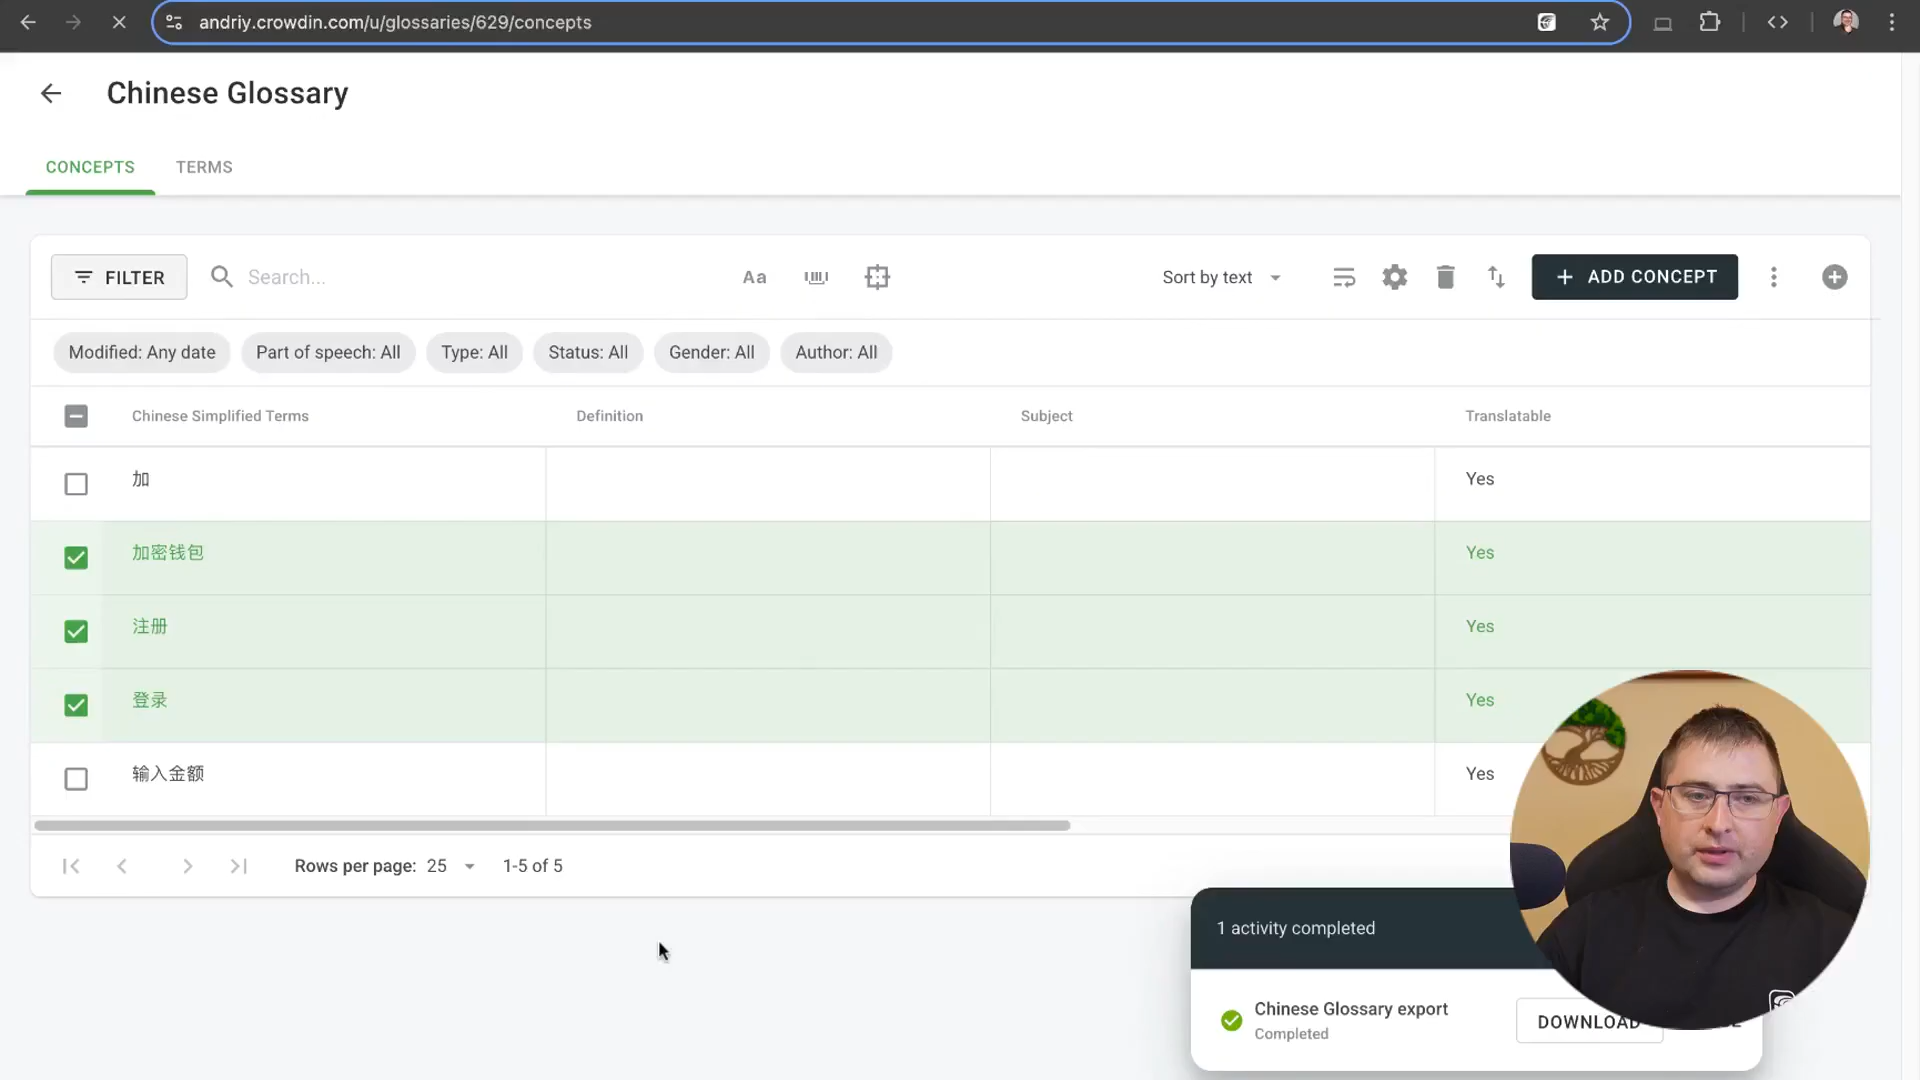 andriy.crowdin.com/u/glossaries/629/concepts
Chinese Glossary
CONCEPTS TERMS
FILTER Search... Aa Sort by text + ADD CONCEPT
Modified: Any date Part of speech: All Type: All Status: All Gender: All Author: All
Chinese Simplified Terms Definition Subject Translatable
加 Yes
加密钱包 Yes
注册 Yes
登录 Yes
输入金额 Yes
Rows per page: 25 1-5 of 5
1 activity completed
Chinese Glossary export
Completed
DOWNLOAD